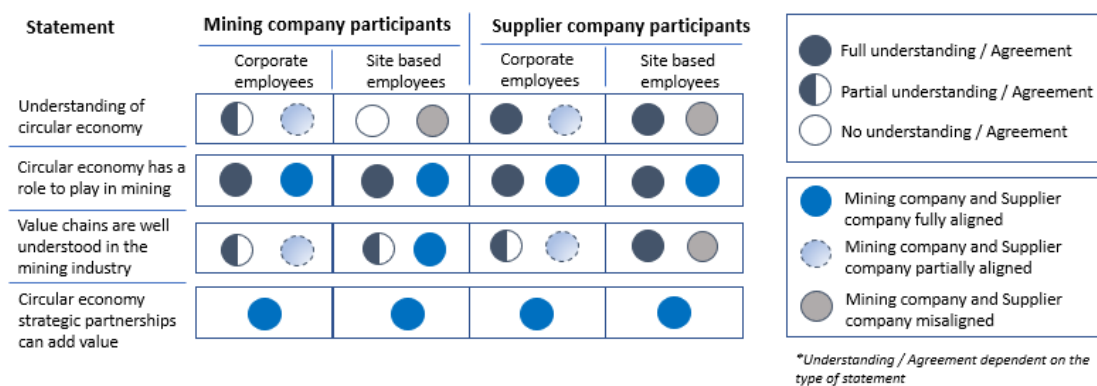 Statement
Mining company participants
Supplier company participants
Corporate
employees
Site based
employees
Corporate
employees
Site based
employees
Understanding of
circular economy
Circular economy has a
role to play in mining
Value chains are well
understood in the
mining industry
Circular economy
strategic partnerships
can add value
Full understanding / Agreement
Partial understanding / Agreement
No understanding / Agreement
Mining company and Supplier
company fully aligned
Mining company and Supplier
company partially aligned
Mining company and Supplier
company misaligned
*Understanding / Agreement dependent on the
type of statement